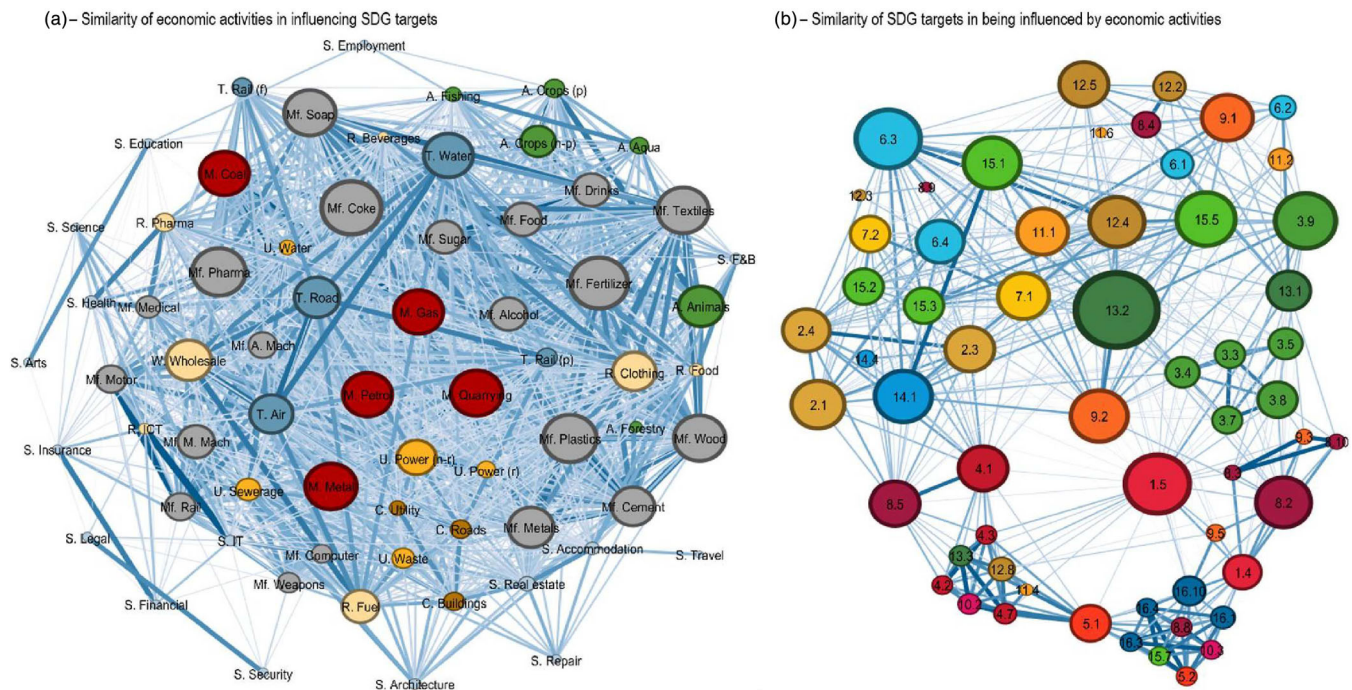 (a) – Similarity of economic activities in influencing SDG targets
S. Employment
T. Rail (f)
A. Fishing
A. Crops (p)
Mf. Soap
R. Beverages
S. Education
T. Water
A. Crops (n-p)
A. Aqua
M. Coal
Mf. Drinks
Mf. Coke
Mf. Food
Mf. Textiles
R. Pharma
S. Science
Mf. Sugar
U. Water
S. F&B
Mf. Pharma
Mf. Fertilizer
T. Road
S. Health
Mf. Medical
A. Animals
M. Gas
Mf. Alcohol
Mf. A. Mach
T. Rail (p)
S. Arts
W. Wholesale
R. Clothing
R. Food
Mf. Motor
M. Petrol
M. Quarrying
T. Air
R. ICT
A. Forestry
Mf. M. Mach
Mf. Plastics
Mf. Wood
S. Insurance
U. Power (n-r)
U. Power (r)
M. Metal
U. Sewerage
Mf. Rail
C. Utility
Mf. Cement
C. Roads
Mf. Metals
S. Legal
S. IT
Mf. Computer
S. Accommodation
S. Travel
U. Waste
Mf. Weapons
S. Real estate
S. Financial
R. Fuel
C. Buildings
S. Security
S. Repair
S. Architecture
(b) – Similarity of SDG targets in being influenced by economic activities
12.5
12.2
6.2
9.1
8.4
11.6
6.3
11.2
15.1
6.1
8.9
12.3
15.5
3.9
12.4
11.1
7.2
6.4
15.2
13.1
7.1
15.3
13.2
2.4
3.5
2.3
3.3
14.4
3.4
14.1
3.8
2.1
9.2
3.7
9.3
8.10
4.1
8.3
1.5
8.5
8.2
4.3
9.5
13.3
12.8
1.4
4.2
11.4
16.10
10.2
4.7
16.4
16.1
5.1
8.8
16.3
10.3
15.7
5.2